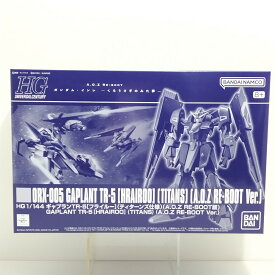 HG
UNIVERSAL CENTURY
A.O.Z RE-BOOT
ガンダム・インレ -くろうさぎのみた夢-
BANDAI NAMCO
ORX-005 GAPLANT TR-5 [HRAIROO] [TITANS] (A.O.Z RE-BOOT Ver.)
HG 1/144 ギャプランTR-5[フライルー](ティターンズ仕様)(A.O.Z RE-BOOT版)
GAPLANT TR-5 [HRAIROO] [TITANS] (A.O.Z RE-BOOT Ver.)
BANDAI